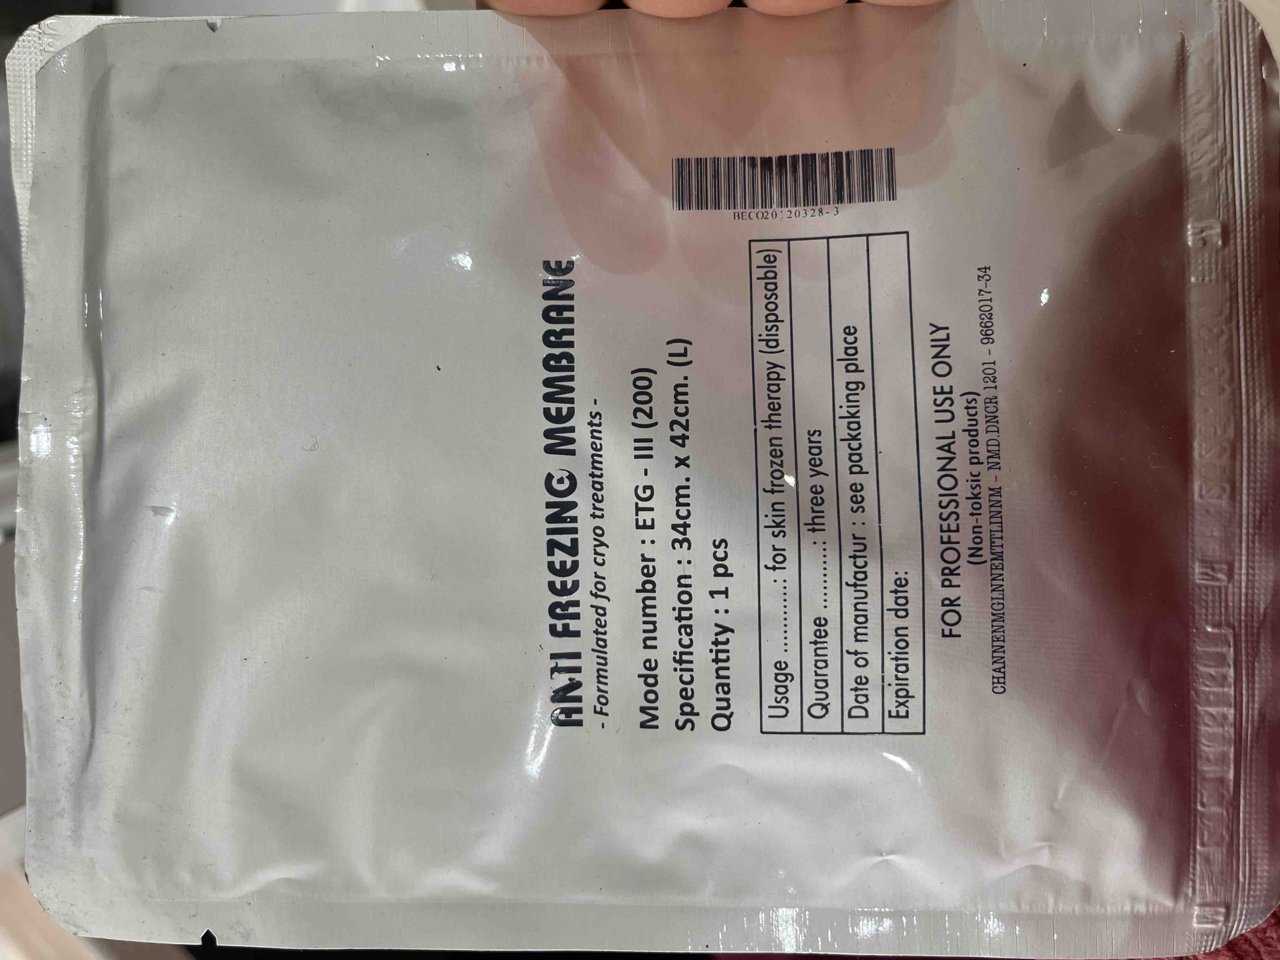 ANTI FREEZING MEMBRANE
- Formulated for cryo treatments -
Mode number : ETG - III (200)
Specification : 34cm. x 42cm. (L)
Quantity : 1 pcs
BECO20 20328-3
Usage ............: for skin frozen therapy (disposable)
Quarantee ..........: three years
Date of manufactur : see packaking place
Expiration date:
FOR PROFESSIONAL USE ONLY
(Non-toksic products)
CHANNENMGLNNEMTTLINNM - NMD.DNCR 1201 - 9662017-34